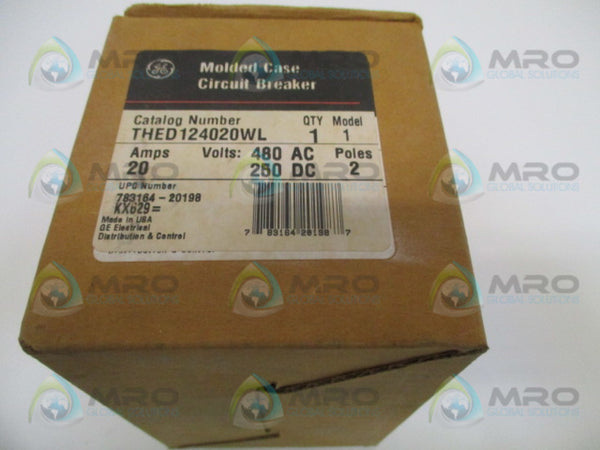 Molded Case
Circuit Breaker
Catalog Number QTY Model
THED124020WL 1 1
Amps Volts: 480 AC Poles
20 250 DC 2
UPC Number
783164-20198
KX629=
Made in USA
GE Electrical
Distribution & Control
7 83164 20198 7
MRO
GLOBAL SOLUTIONS